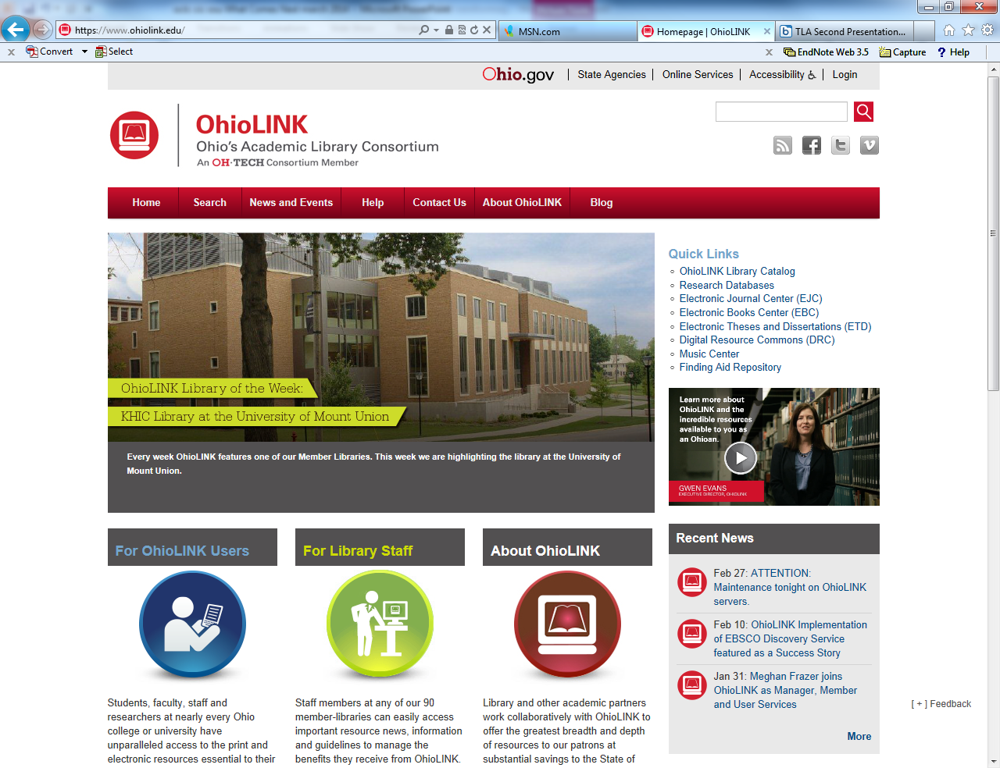 https://www.ohiolink.edu/
MSN.com
Homepage | OhioLINK
TLA Second Presentation...
Convert
Select
EndNote Web 3.5
Capture
Help
Ohio.gov
State Agencies
Online Services
Accessibility
Login
OhioLINK
Ohio's Academic Library Consortium
An OH·TECH Consortium Member
Home
Search
News and Events
Help
Contact Us
About OhioLINK
Blog
OhioLINK Library of the Week:
KHIC Library at the University of Mount Union
Every week OhioLINK features one of our Member Libraries. This week we are highlighting the library at the University of
Mount Union.
Quick Links
OhioLINK Library Catalog
Research Databases
Electronic Journal Center (EJC)
Electronic Books Center (EBC)
Electronic Theses and Dissertations (ETD)
Digital Resource Commons (DRC)
Music Center
Finding Aid Repository
Learn more about
OhioLINK and the
incredible resources
available to you as
an Ohioan.
GWEN EVANS
EXECUTIVE DIRECTOR, OHIOLINK
For OhioLINK Users
Students, faculty, staff and
researchers at nearly every Ohio
college or university have
unparalleled access to the print and
electronic resources essential to their
For Library Staff
Staff members at any of our 90
member-libraries can easily access
important resource news, information
and guidelines to manage the
benefits they receive from OhioLINK.
About OhioLINK
Library and other academic partners
work collaboratively with OhioLINK to
offer the greatest breadth and depth
of resources to our patrons at
substantial savings to the State of
Recent News
Feb 27: ATTENTION:
Maintenance tonight on OhioLINK
servers.
Feb 10: OhioLINK Implementation
of EBSCO Discovery Service
featured as a Success Story
Jan 31: Meghan Frazer joins
OhioLINK as Manager, Member
and User Services
More
[ + ] Feedback